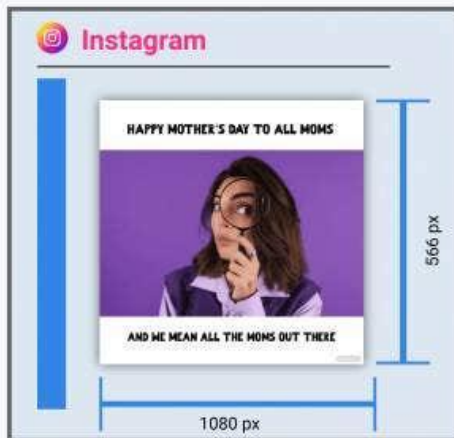 Instagram
HAPPY MOTHER'S DAY TO ALL MOMS
566 px
AND WE MEAN ALL THE MOMS OUT THERE
1080 px